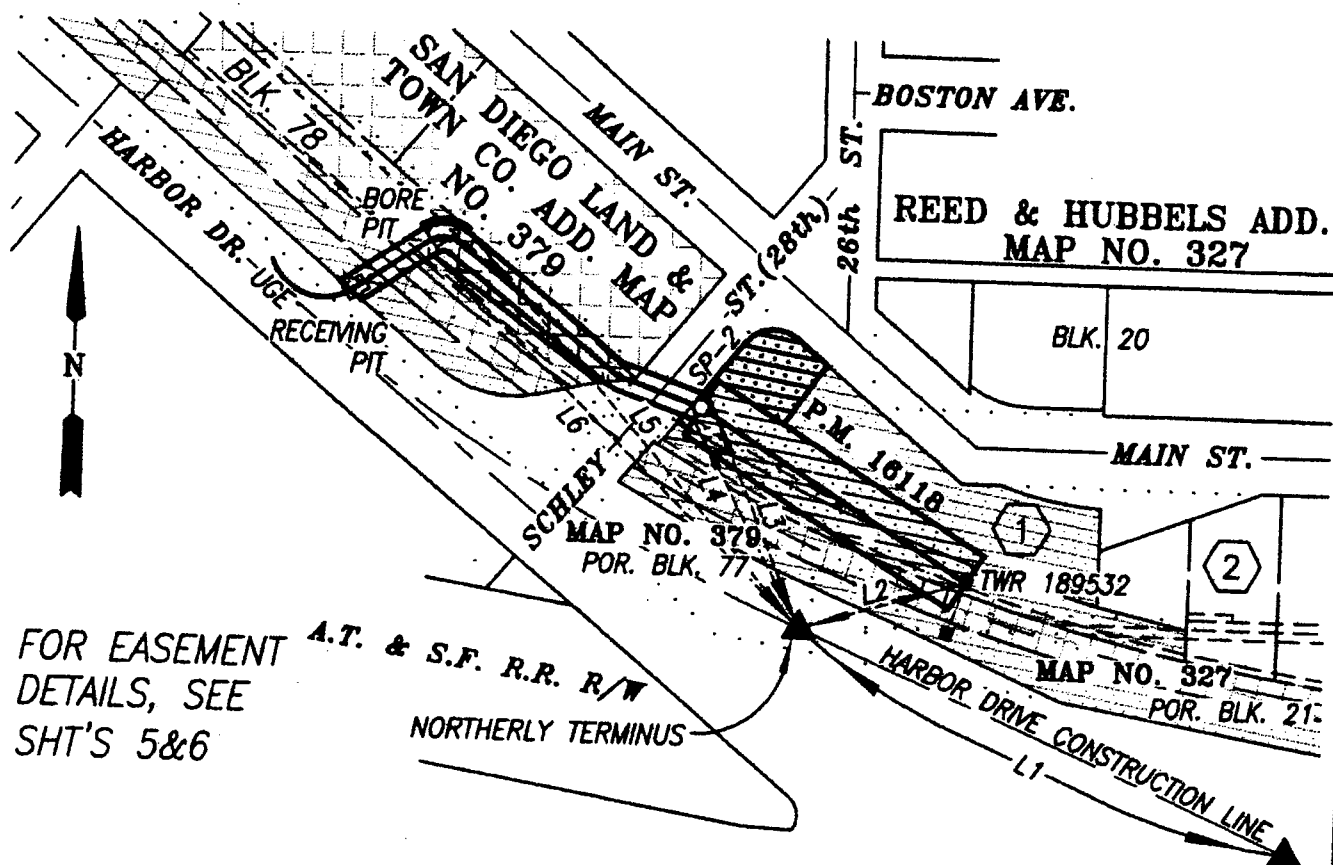 BLK. 78
SAN DIEGO LAND &
TOWN CO. ADD. MAP
NO. 379
MAIN ST.
BOSTON AVE.
26th ST.
REED & HUBBELS ADD.
MAP NO. 327
HARBOR DR.
BORE
PIT
UGE
RECEIVING
PIT
N
SP-2
ST.(28th)
BLK. 20
L6
L5
L4
L3
SCHLEY
P.M. 16118
MAIN ST.
MAP NO. 379
POR. BLK. 77
1
2
TWR 189532
L2
FOR EASEMENT
DETAILS, SEE
SHT'S 5&6
A.T. & S.F. R.R. R/W
NORTHERLY TERMINUS
MAP NO. 327
POR. BLK. 21
HARBOR DRIVE CONSTRUCTION LINE
L1